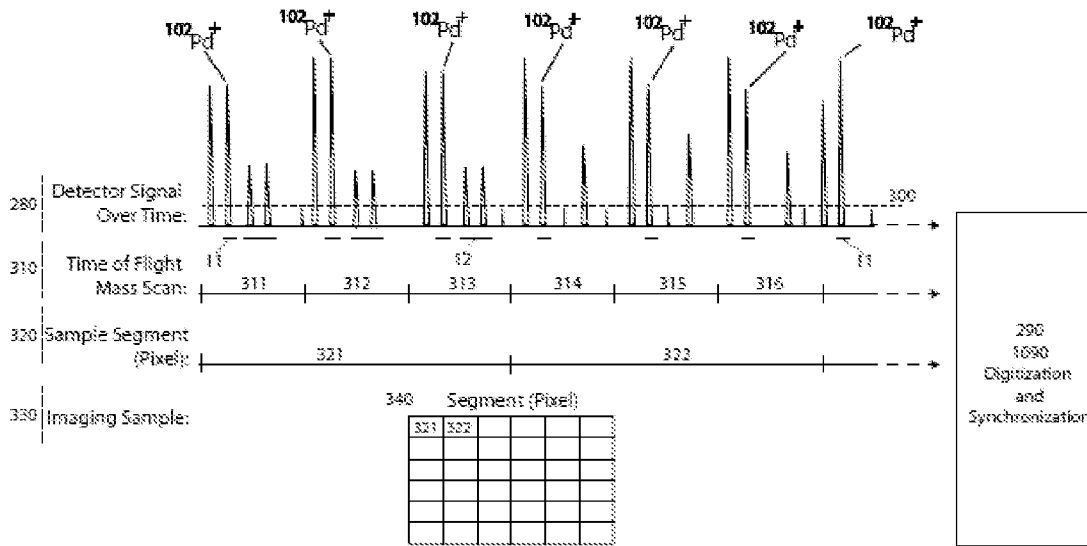 102Pd+ 102Pd+ 102Pd+ 102Pd+ 102Pd+ 102Pd+ 102Pd+
280 Detector Signal
Over Time:
300
t1 t2 t1
310 Time of Flight
Mass Scan:
311 312 313 314 315 316
320 Sample Segment
(Pixel):
321 322
330 Imaging Sample:
340 Segment (Pixel)
321 322
290
1090
Digitization
and
Synchronization